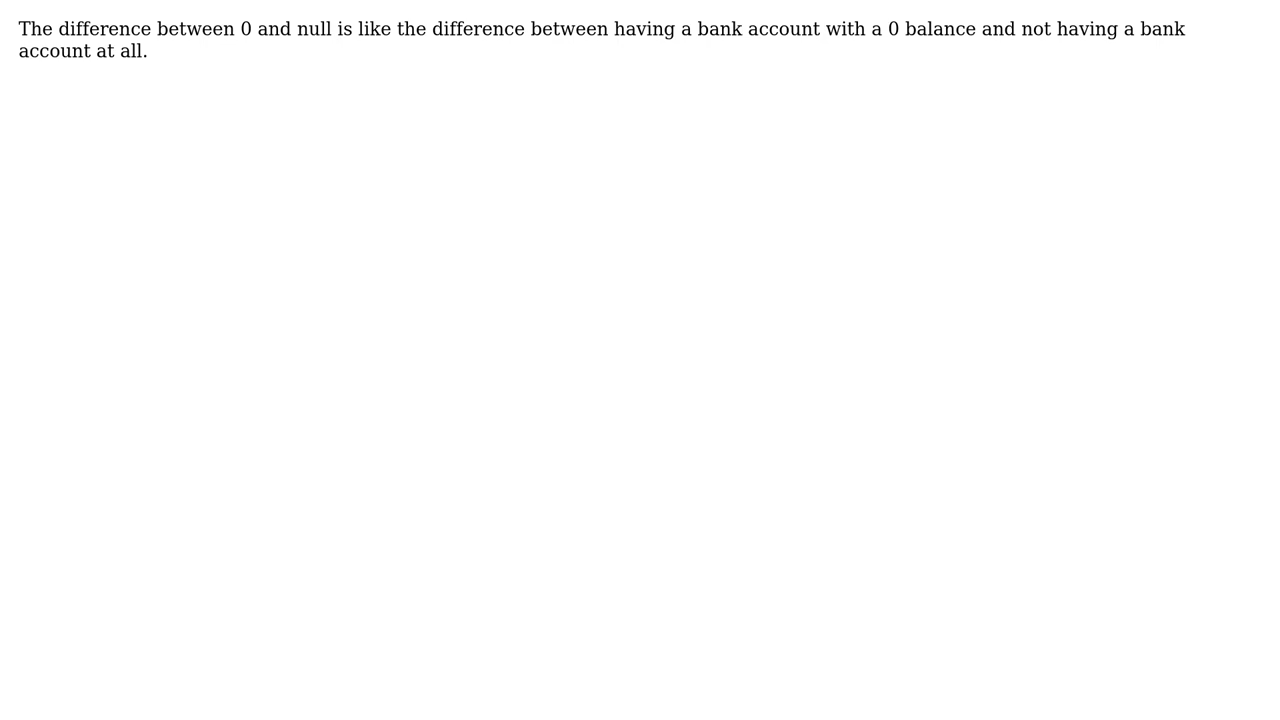 The difference between 0 and null is like the difference between having a bank account with a 0 balance and not having a bank
account at all.